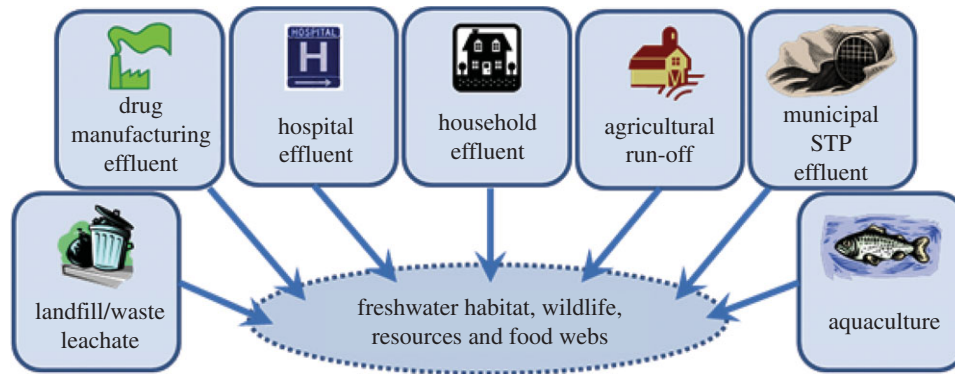 drug
manufacturing
effluent
HOSPITAL
H
hospital
effluent
household
effluent
agricultural
run-off
municipal
STP
effluent
landfill/waste
leachate
freshwater habitat, wildlife,
resources and food webs
aquaculture